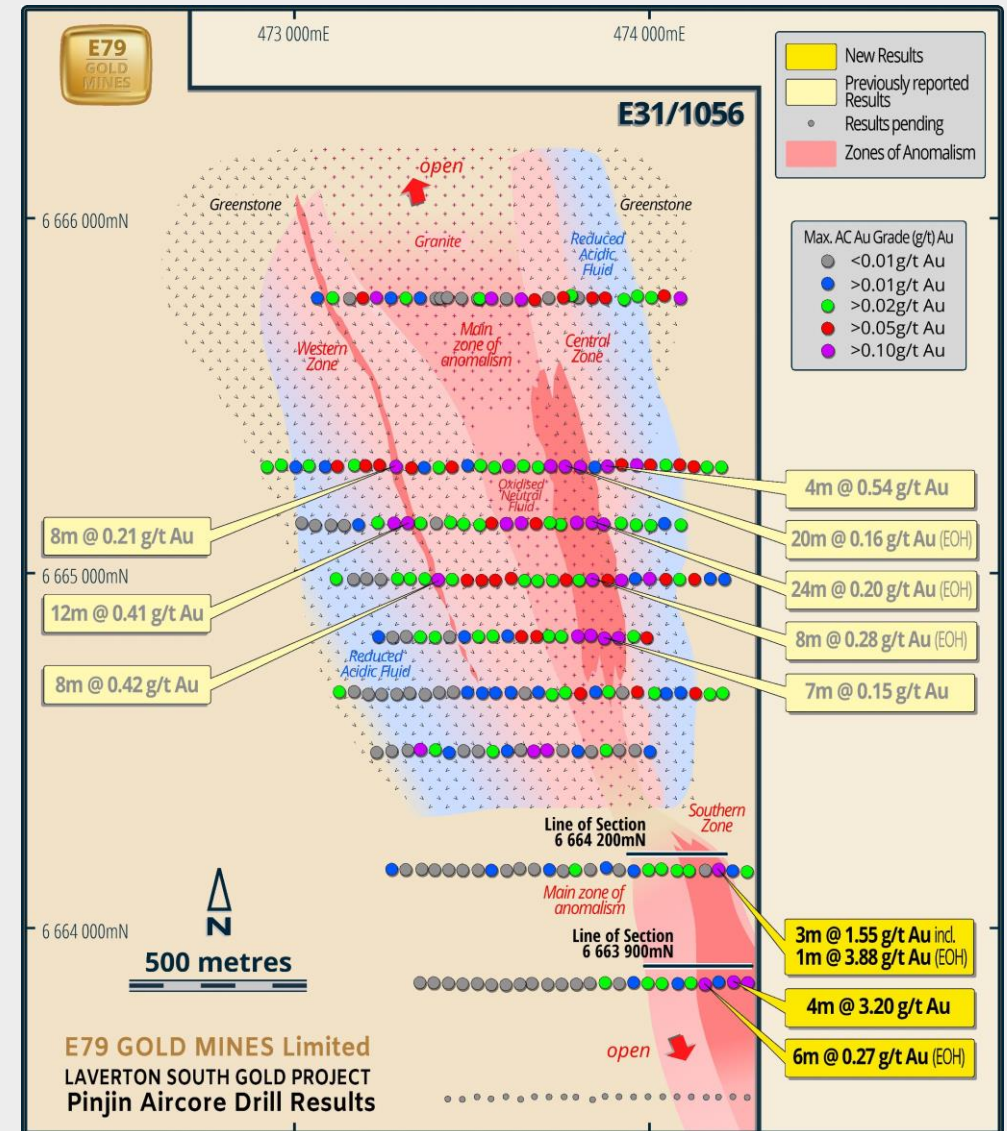 E79
GOLD
MINES
473 000mE
474 000mE
New Results
Previously reported
Results
Results pending
Zones of Anomalism
E31/1056
open
Greenstone
Greenstone
6 666 000mN
Granite
Reduced
Acidic
Fluid
Max. AC Au Grade (g/t) Au
<0.01g/t Au
>0.01g/t Au
>0.02g/t Au
>0.05g/t Au
>0.10g/t Au
Western
Zone
Main
zone of
anomalism
Central
Zone
Oxidised
Neutral
Fluid
4m @ 0.54 g/t Au
8m @ 0.21 g/t Au
20m @ 0.16 g/t Au (EOH)
6 665 000mN
24m @ 0.20 g/t Au (EOH)
12m @ 0.41 g/t Au
8m @ 0.28 g/t Au (EOH)
Reduced
Acidic Fluid
8m @ 0.42 g/t Au
7m @ 0.15 g/t Au
Southern
Zone
Line of Section
6 664 200mN
Main zone of
anomalism
6 664 000mN
N
500 metres
Line of Section
6 663 900mN
3m @ 1.55 g/t Au incl.
1m @ 3.88 g/t Au (EOH)
4m @ 3.20 g/t Au
6m @ 0.27 g/t Au (EOH)
open
E79 GOLD MINES Limited
LAVERTON SOUTH GOLD PROJECT
Pinjin Aircore Drill Results